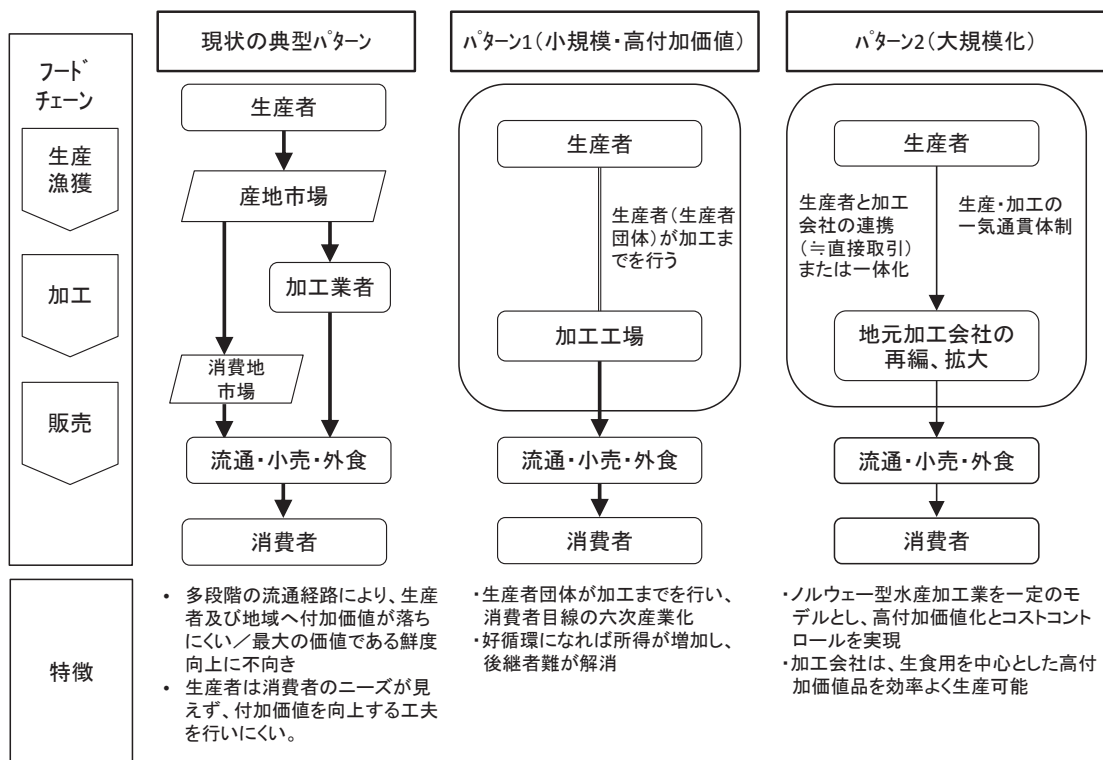 現状の典型パターン
パターン1(小規模・高付加価値)
パターン2(大規模化)
フード
チェーン
生産
漁獲
加工
販売
生産者
産地市場
加工業者
消費地
市場
流通・小売・外食
消費者
生産者
生産者(生産者
団体)が加工ま
でを行う
加工工場
流通・小売・外食
消費者
生産者
生産者と加工
会社の連携
(≒直接取引)
または一体化
生産・加工の
一気通貫体制
地元加工会社の
再編、拡大
流通・小売・外食
消費者
特徴
• 多段階の流通経路により、生産
者及び地域へ付加価値が落ち
にくい/最大の価値である鮮度
向上に不向き
• 生産者は消費者のニーズが見
えず、付加価値を向上する工夫
を行いにくい。
・生産者団体が加工までを行い、
消費者目線の六次産業化
・好循環になれば所得が増加し、
後継者難が解消
・ノルウェー型水産加工業を一定のモ
デルとし、高付加価値化とコストコント
ロールを実現
・加工会社は、生食用を中心とした高付
加価値品を効率よく生産可能